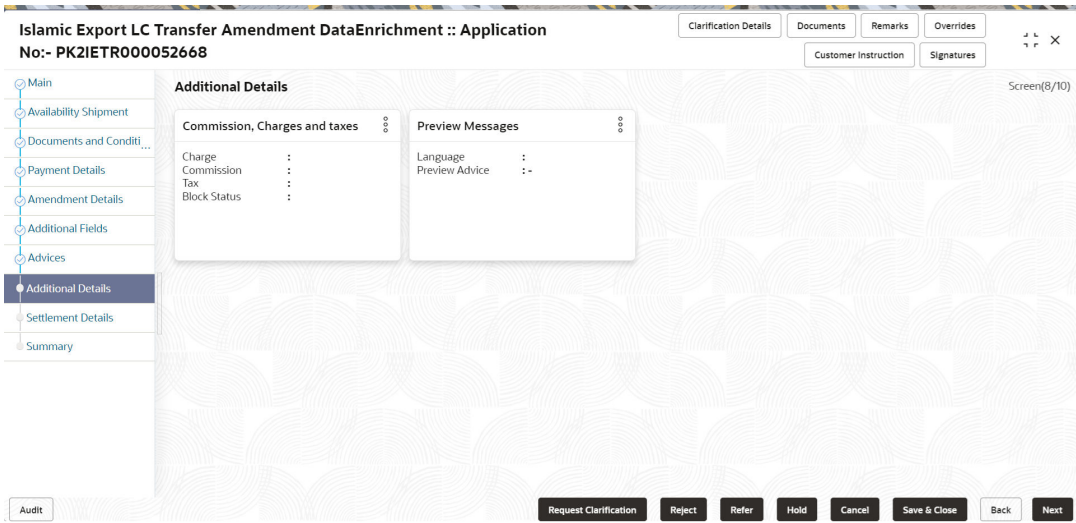 Islamic Export LC Transfer Amendment DataEnrichment :: Application
No:- PK2IETR000052668
Clarification Details
Documents
Remarks
Overrides
Customer Instruction
Signatures
Main
Availability Shipment
Documents and Conditi...
Payment Details
Amendment Details
Additional Fields
Advices
Additional Details
Settlement Details
Summary
Additional Details
Screen(8/10)
Commission, Charges and taxes
Charge :
Commission :
Tax :
Block Status :
Preview Messages
Language :
Preview Advice : -
Audit
Request Clarification
Reject
Refer
Hold
Cancel
Save & Close
Back
Next